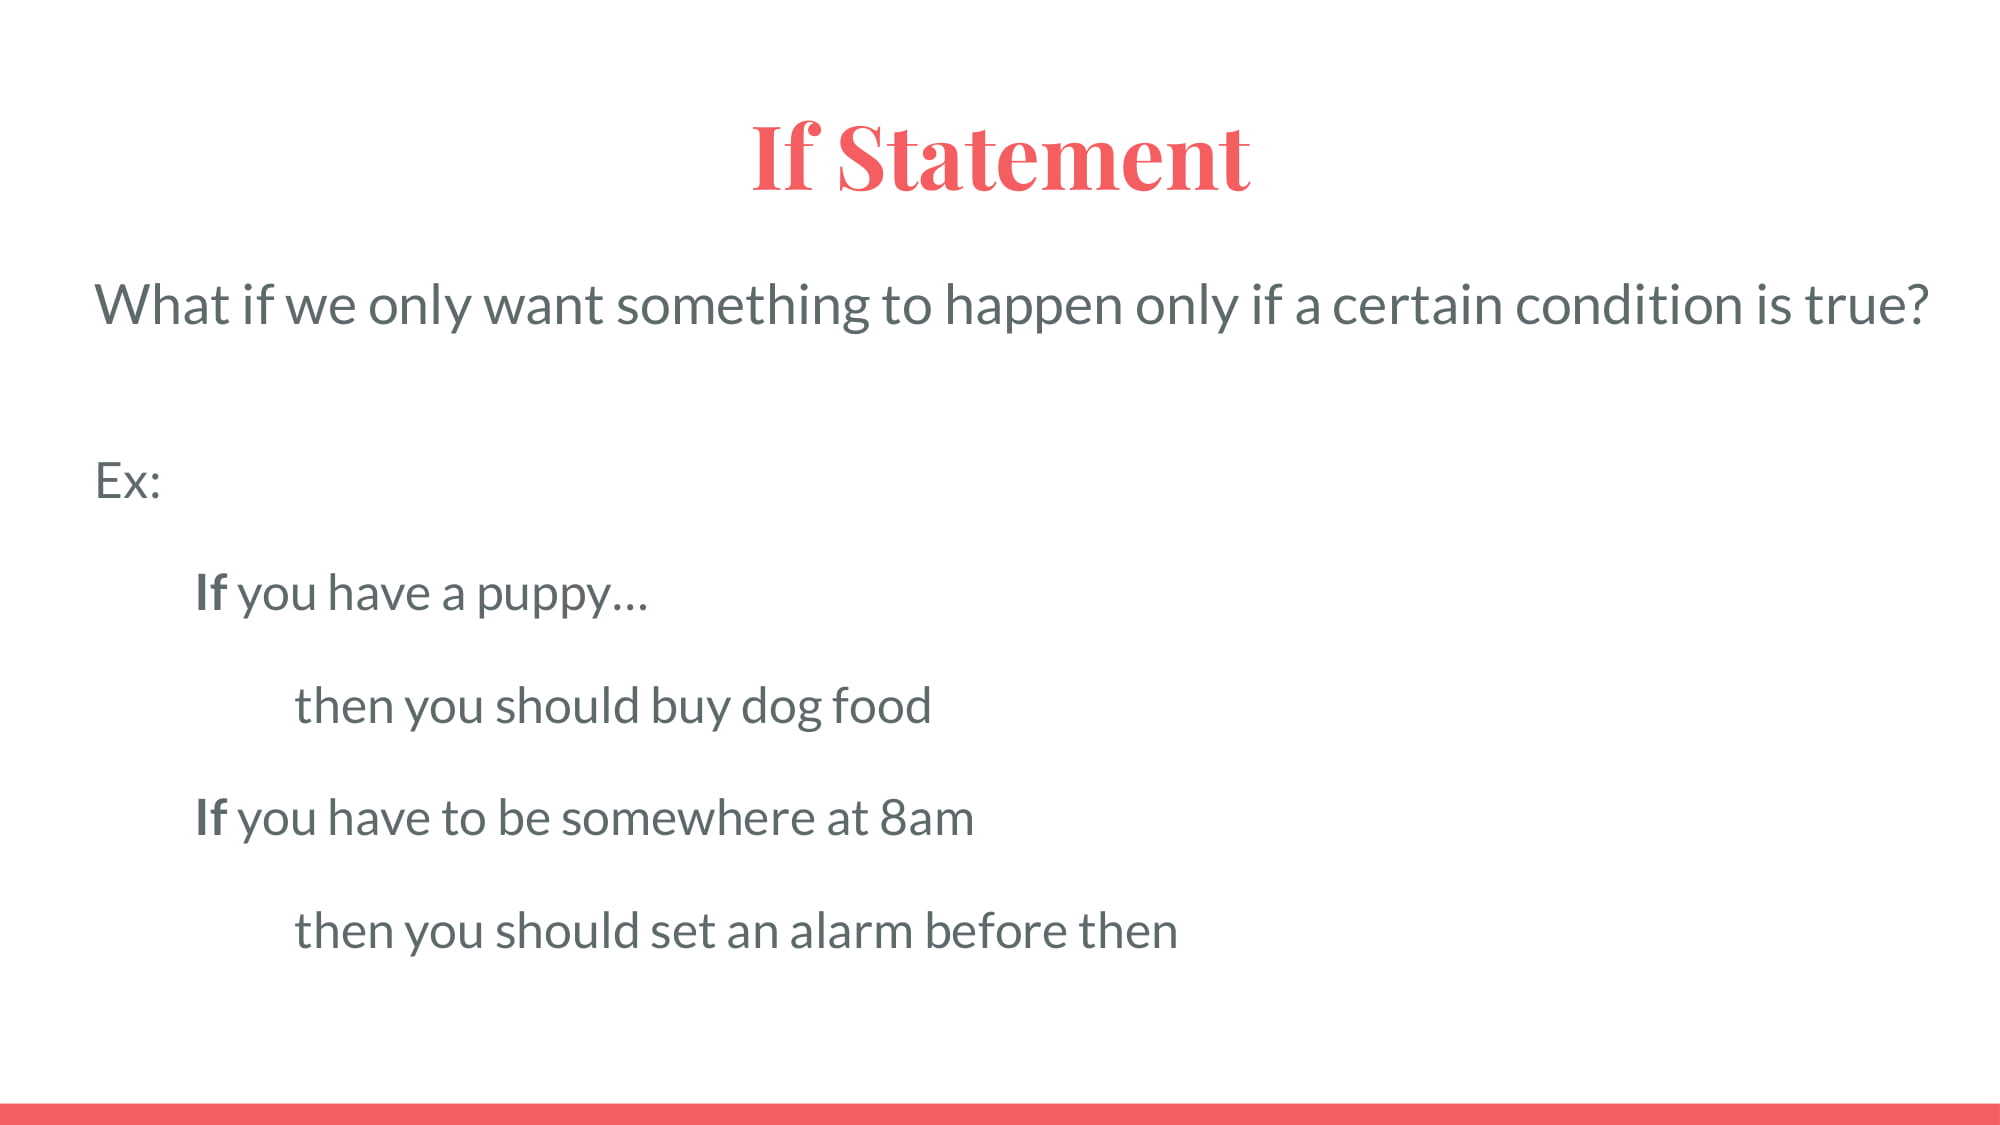 If Statement
What if we only want something to happen only if a certain condition is true?
Ex:
If you have a puppy...
then you should buy dog food
If you have to be somewhere at 8am
then you should set an alarm before then